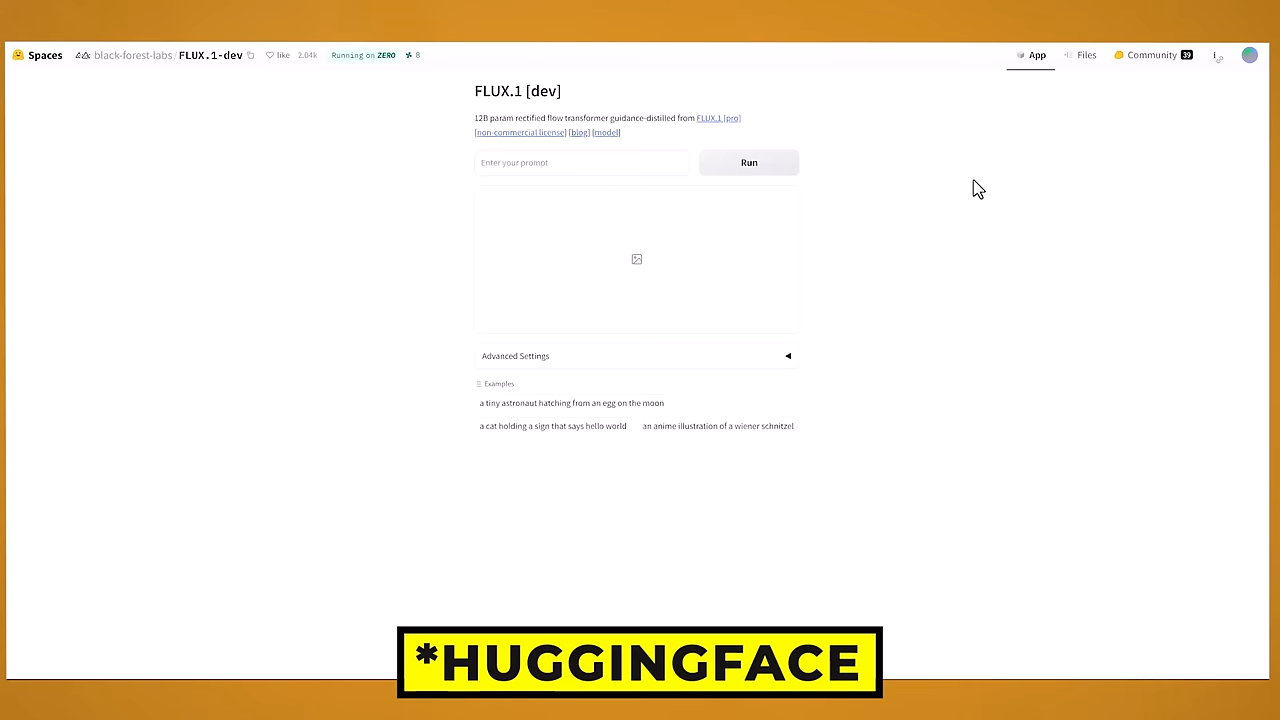 Spaces black-forest-labs / FLUX.1-dev like 2.04k Running on ZERO 8 App Files Community 39
FLUX.1 [dev]
12B param rectified flow transformer guidance-distilled from FLUX.1 [pro]
[non-commercial license] [blog] [model]
Enter your prompt Run
Advanced Settings
Examples
a tiny astronaut hatching from an egg on the moon
a cat holding a sign that says hello world an anime illustration of a wiener schnitzel
*HUGGINGFACE